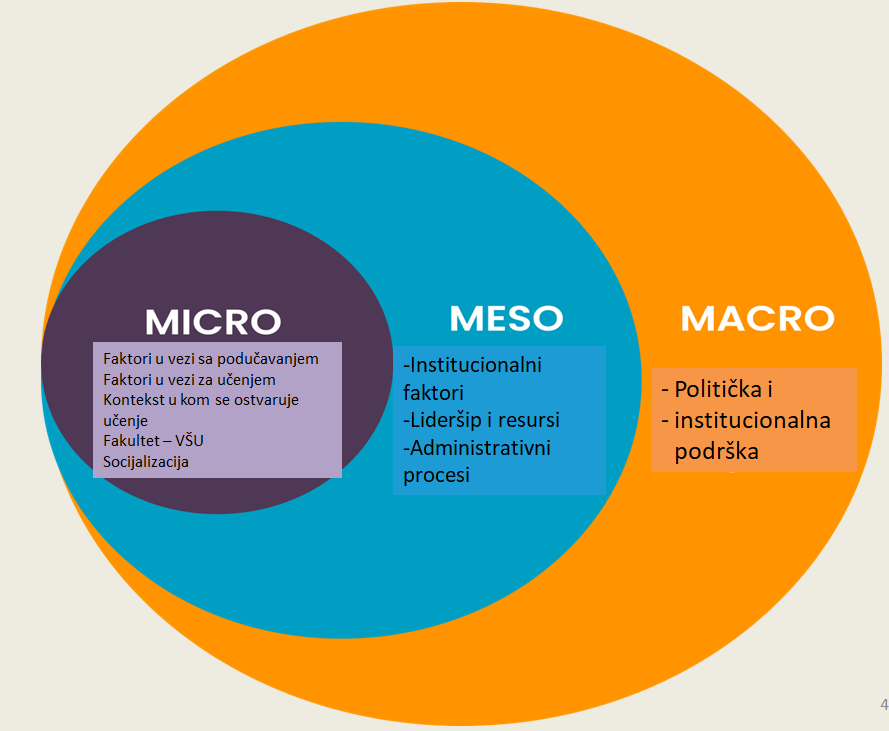 MICRO
Faktori u vezi sa podučavanjem
Faktori u vezi za učenjem
Kontekst u kom se ostvaruje
učenje
Fakultet – VŠU
Socijalizacija
MESO
-Institucionalni
faktori
-Lideršip i resursi
-Administrativni
procesi
MACRO
- Politička i
- institucionalna
podrška
4